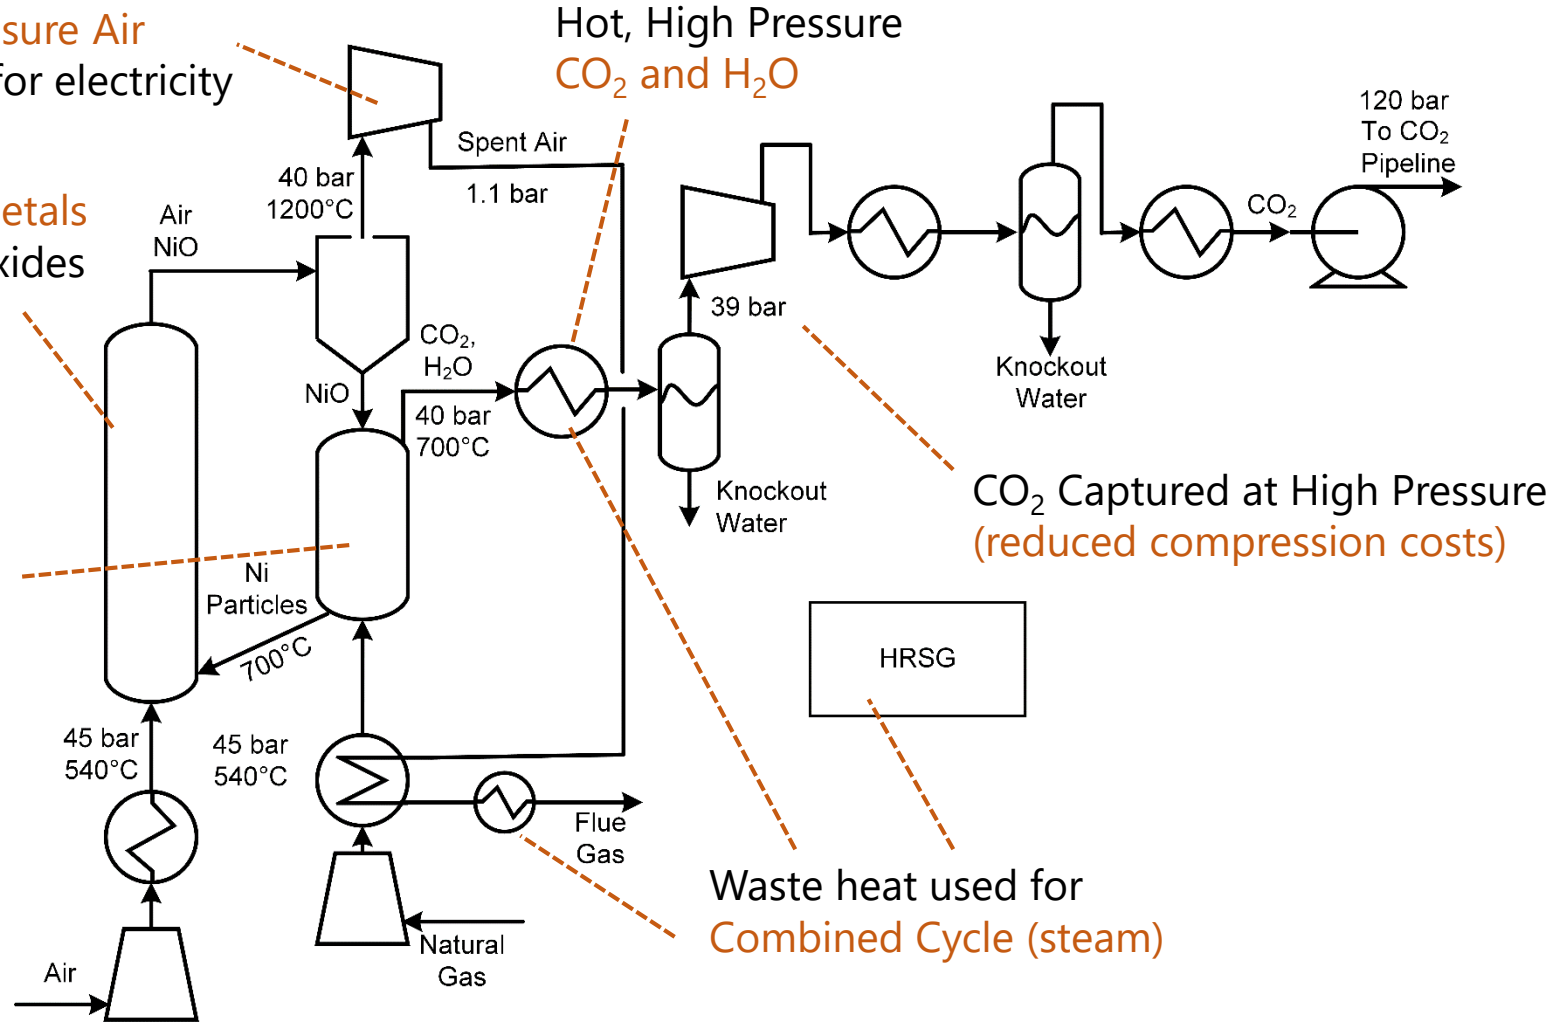 sure Air
for electricity
Hot, High Pressure
CO₂ and H₂O
120 bar
To CO₂
Pipeline
Spent Air
1.1 bar
40 bar
1200°C
etals
xides
Air
NiO
CO₂
39 bar
CO₂,
H₂O
NiO
40 bar
700°C
Knockout
Water
Knockout
Water
CO₂ Captured at High Pressure
(reduced compression costs)
Ni
Particles
700°C
HRSG
45 bar
540°C
45 bar
540°C
Flue
Gas
Waste heat used for
Combined Cycle (steam)
Natural
Gas
Air